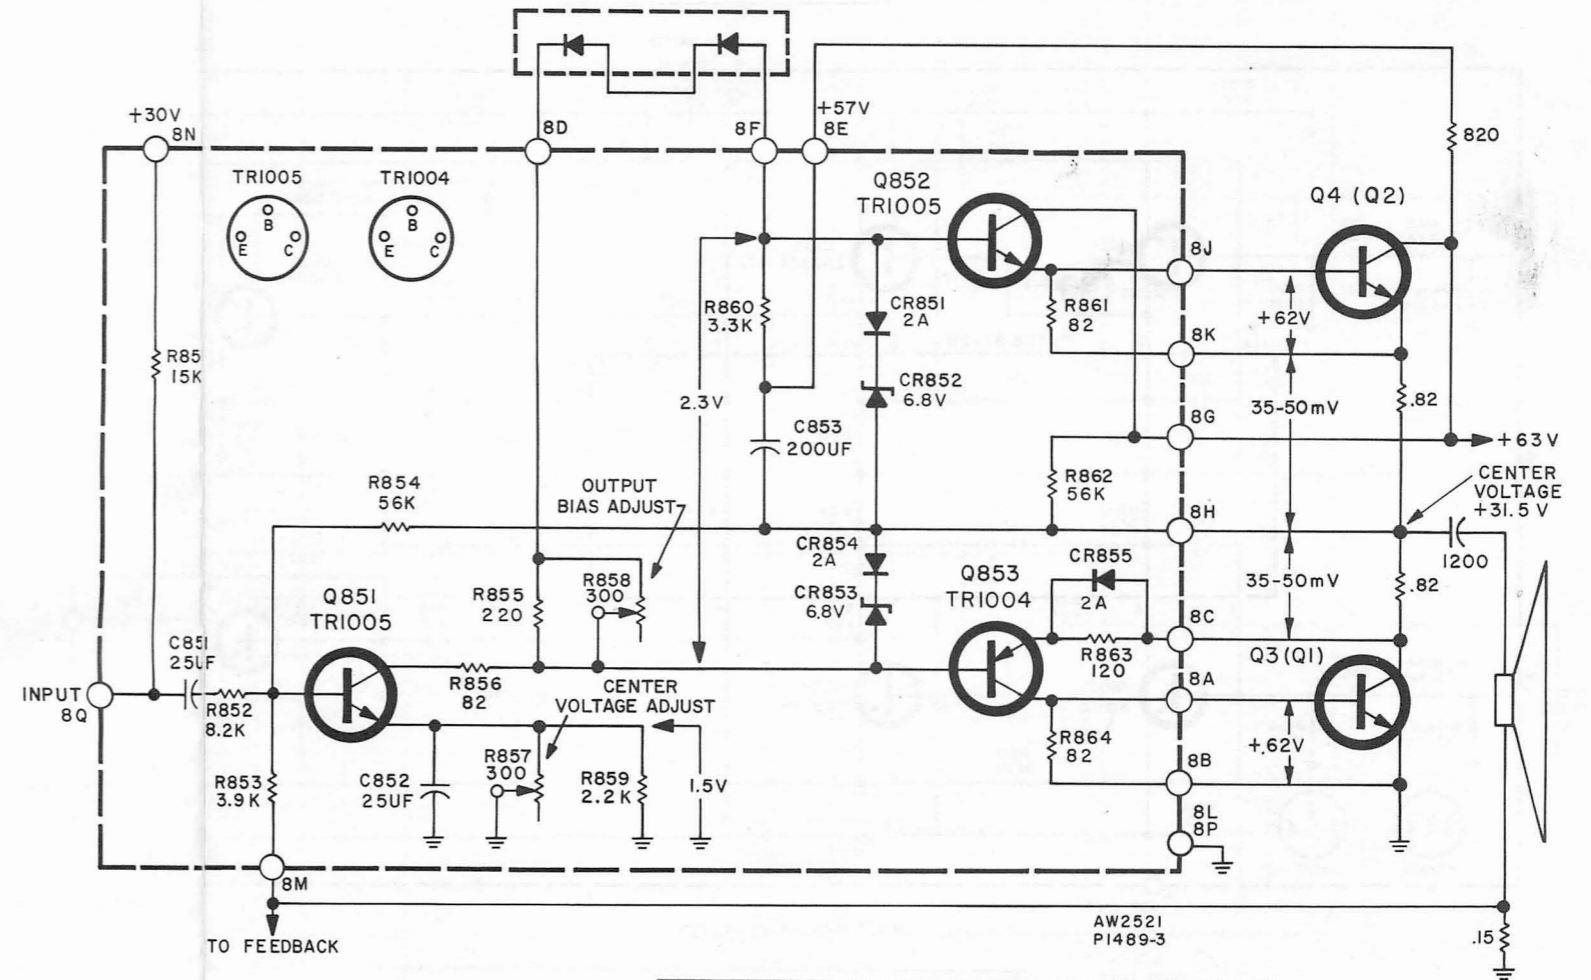 +30V
8N
8D
8F
+57V
8E
820
TR1005
B
E
C
TR1004
B
E
C
Q852
TR1005
Q4 (Q2)
8J
R860
3.3K
CR851
2A
R861
82
+62V
8K
R85
15K
2.3V
CR852
6.8V
35-50mV
.82
C853
200UF
8G
+63V
R854
56K
OUTPUT
BIAS ADJUST
R862
56K
8H
CENTER
VOLTAGE
+31.5 V
CR854
2A
CR855
2A
1200
R855
220
R858
300
CR853
6.8V
Q853
TR1004
35-50mV
.82
Q851
TR1005
8C
C851
25UF
R863
120
Q3 (Q1)
INPUT
8Q
R852
8.2K
R856
82
CENTER
VOLTAGE ADJUST
8A
R853
3.9K
C852
25UF
R857
300
R859
2.2K
1.5V
R864
82
+.62V
8B
8L
8P
8M
TO FEEDBACK
AW2521
P1489-3
.15